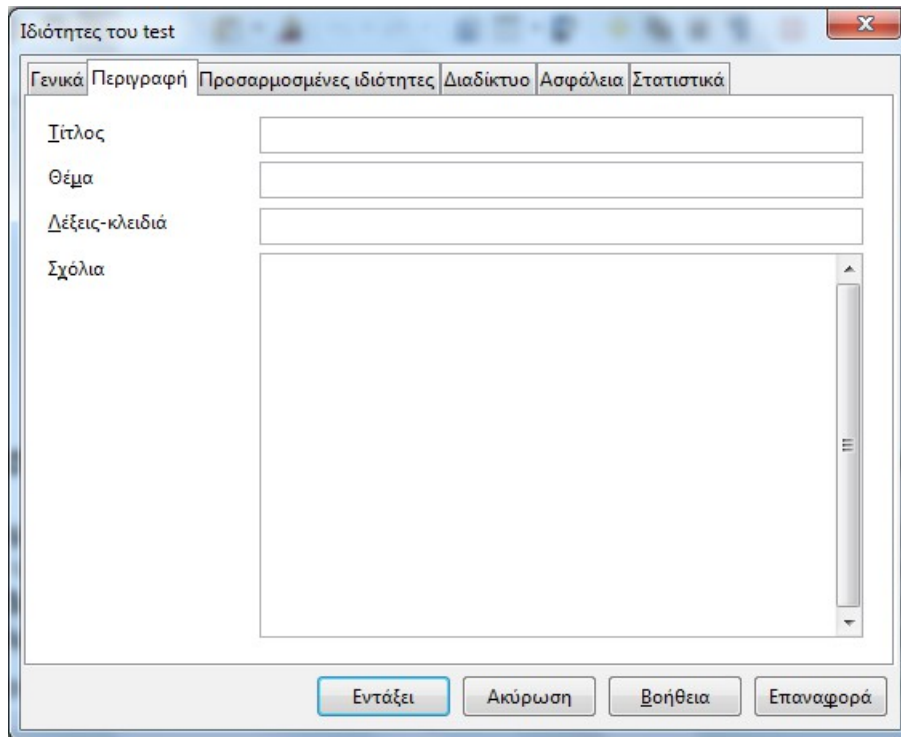 Ιδιότητες του test
Γενικά Περιγραφή Προσαρμοσμένες ιδιότητες Διαδίκτυο Ασφάλεια Στατιστικά
Τίτλος
Θέμα
Λέξεις-κλειδιά
Σχόλια
Εντάξει Ακύρωση Βοήθεια Επαναφορά